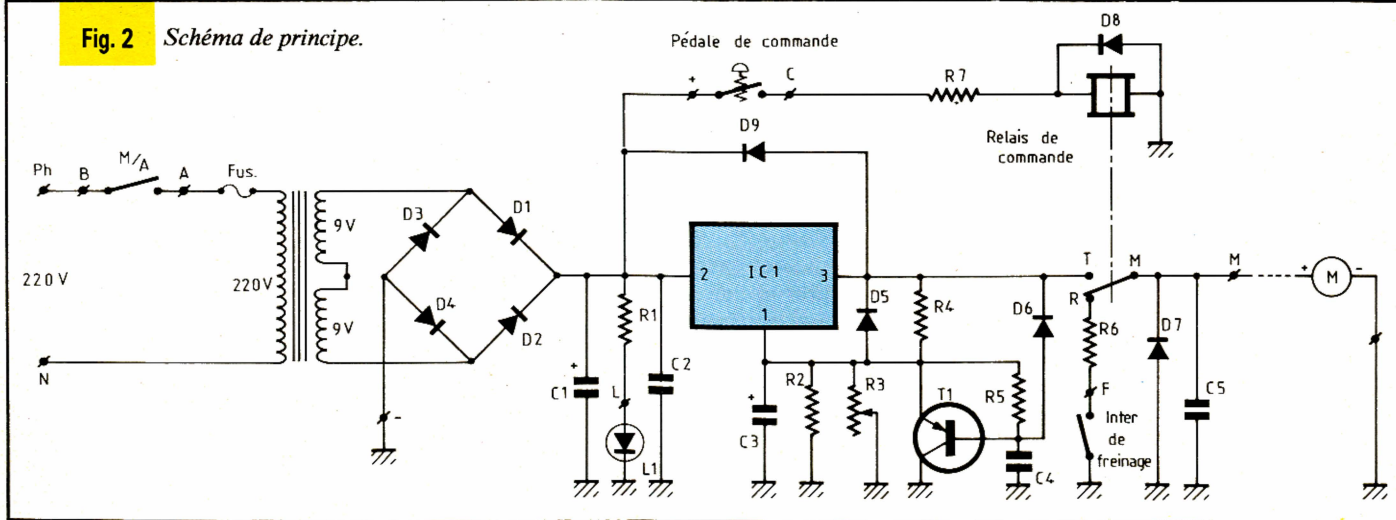 Fig. 2 Schéma de principe.
Pédale de commande
D8
+
C
R7
D9
Relais de
commande
Ph
B
M/A
A
Fus.
D3
D1
9V
220V
220V
9V
D4
D2
2
IC1
3
1
T
M
M
+
M
-
R
R1
D5
R4
D6
R6
D7
C1
+
L
C2
R2
R3
T1
R5
F
C5
N
-
L1
+
C3
C4
Inter
de
freinage